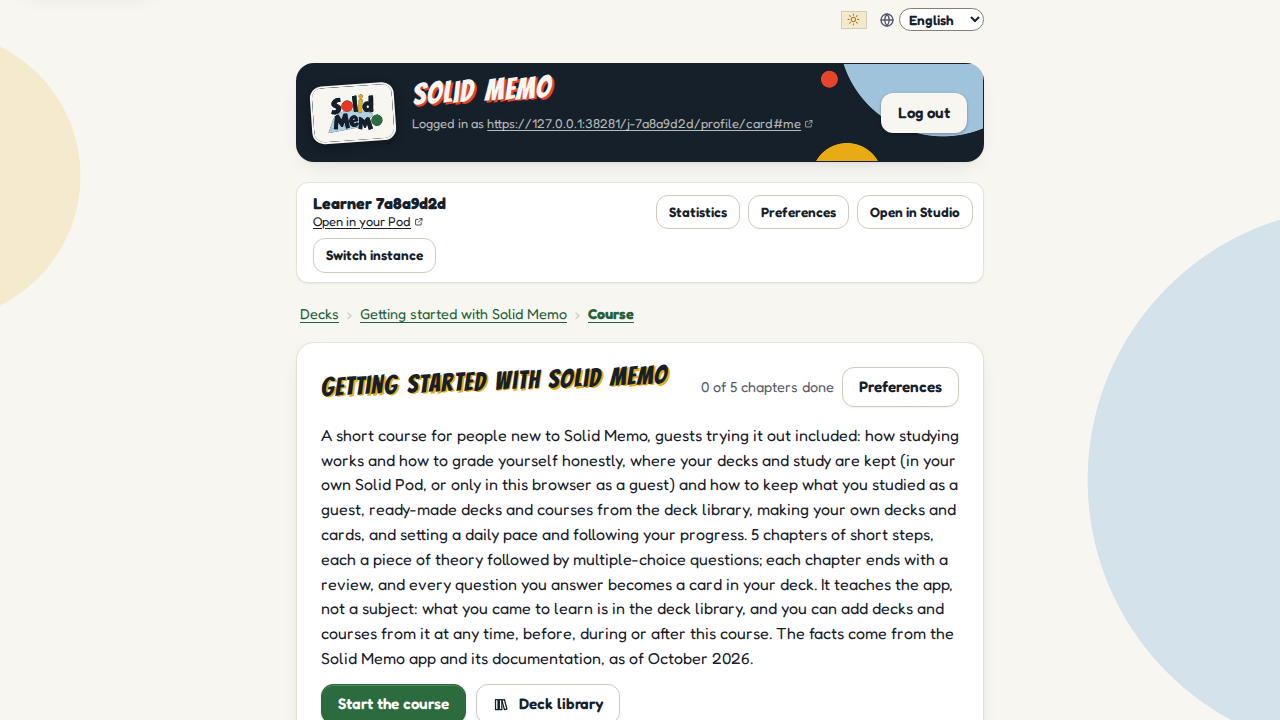 English
Solid Memo
SOLID MEMO
Logged in as https://127.0.0.1:38281/j-7a8a9d2d/profile/card#me
Log out
Learner 7a8a9d2d
Open in your Pod
Statistics
Preferences
Open in Studio
Switch instance
Decks › Getting started with Solid Memo › Course
GETTING STARTED WITH SOLID MEMO
0 of 5 chapters done
Preferences
A short course for people new to Solid Memo, guests trying it out included: how studying
works and how to grade yourself honestly, where your decks and study are kept (in your
own Solid Pod, or only in this browser as a guest) and how to keep what you studied as a
guest, ready-made decks and courses from the deck library, making your own decks and
cards, and setting a daily pace and following your progress. 5 chapters of short steps,
each a piece of theory followed by multiple-choice questions; each chapter ends with a
review, and every question you answer becomes a card in your deck. It teaches the app,
not a subject: what you came to learn is in the deck library, and you can add decks and
courses from it at any time, before, during or after this course. The facts come from the
Solid Memo app and its documentation, as of October 2026.
Start the course
Deck library